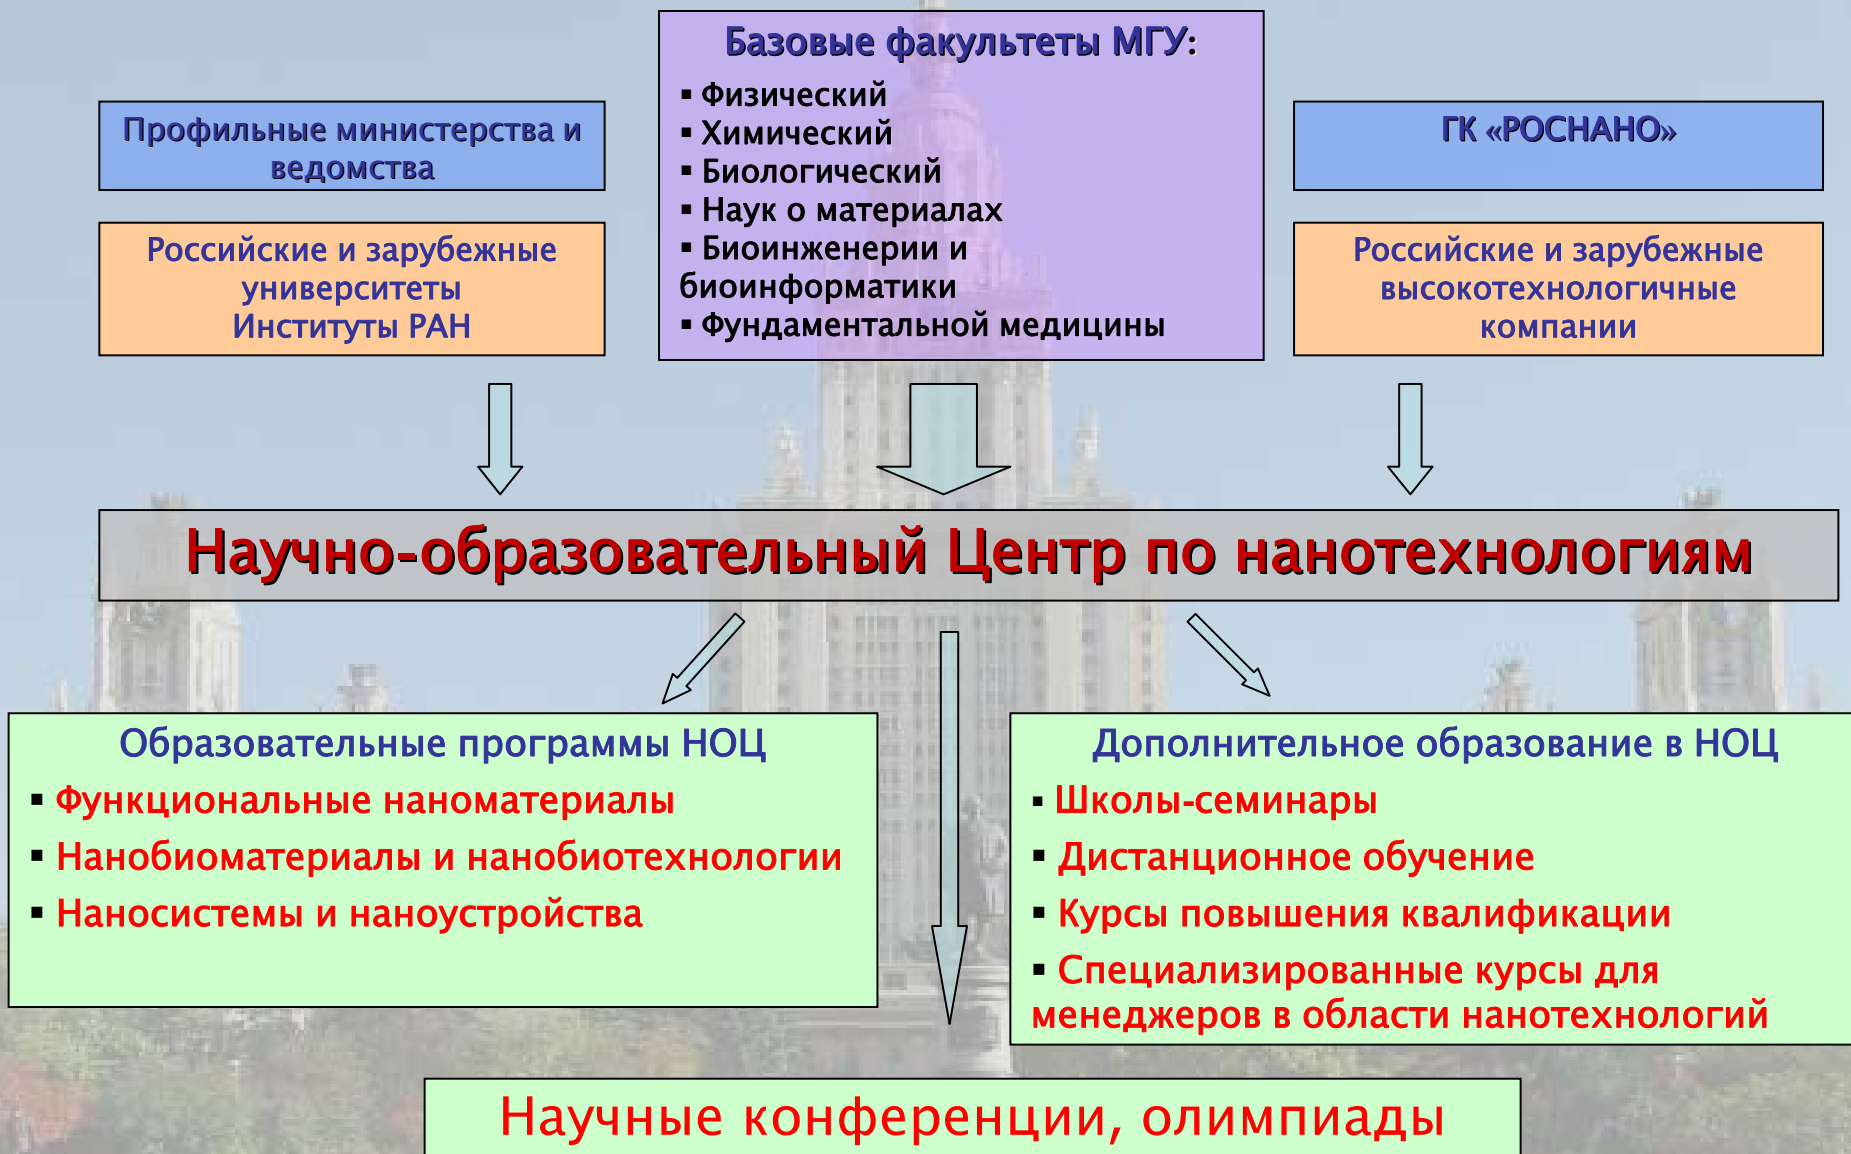 Базовые факультеты МГУ:
▪ Физический
▪ Химический
▪ Биологический
▪ Наук о материалах
▪ Биоинженерии и
биоинформатики
▪ Фундаментальной медицины
Профильные министерства и
ведомства
Российские и зарубежные
университеты
Институты РАН
ГК «РОСНАНО»
Российские и зарубежные
высокотехнологичные
компании
Научно-образовательный Центр по нанотехнологиям
Образовательные программы НОЦ
▪ Функциональные наноматериалы
▪ Нанобиоматериалы и нанобиотехнологии
▪ Наносистемы и наноустройства
Дополнительное образование в НОЦ
▪ Школы-семинары
▪ Дистанционное обучение
▪ Курсы повышения квалификации
▪ Специализированные курсы для
менеджеров в области нанотехнологий
Научные конференции, олимпиады